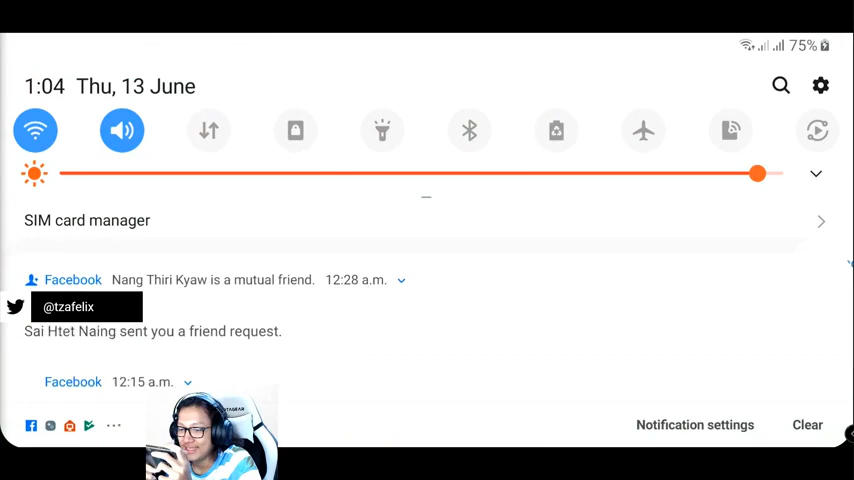 75%
1:04 Thu, 13 June
SIM card manager
Facebook Nang Thiri Kyaw is a mutual friend. 12:28 a.m.
@tzafelix
Sai Htet Naing sent you a friend request.
Facebook 12:15 a.m.
Notification settings Clear